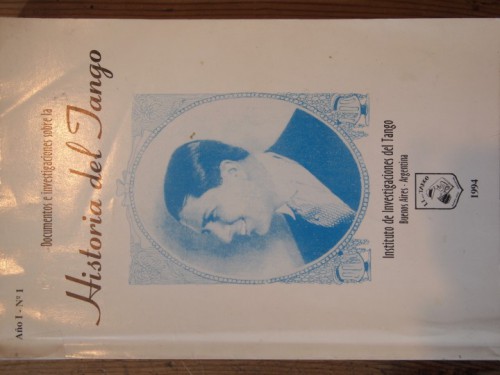 Año I - Nº 1
Documentos e Investigaciones sobre la
Historia del Tango
Instituto de Investigaciones del Tango
Buenos Aires - Argentina
1994